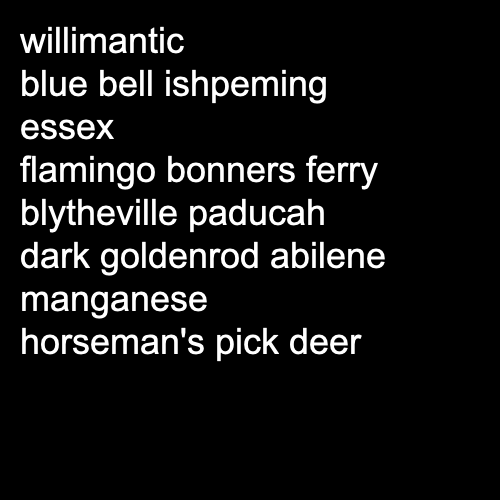 willimantic
blue bell ishpeming
essex
flamingo bonners ferry
blytheville paducah
dark goldenrod abilene
manganese
horseman's pick deer